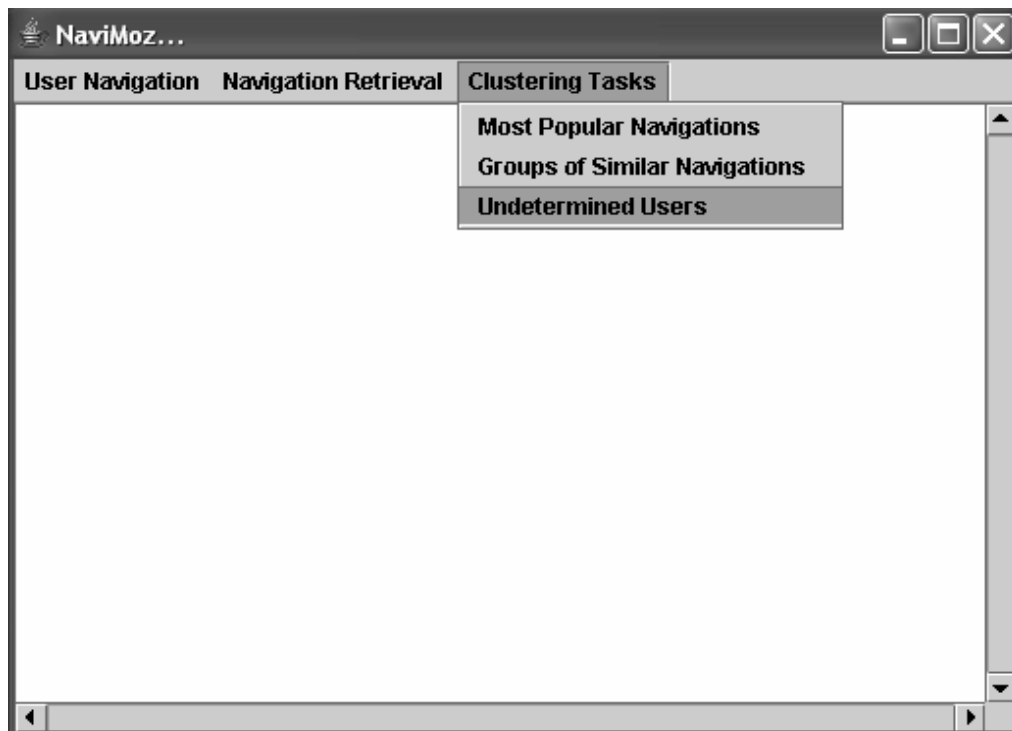 NaviMoz...
User Navigation Navigation Retrieval Clustering Tasks
Most Popular Navigations
Groups of Similar Navigations
Undetermined Users